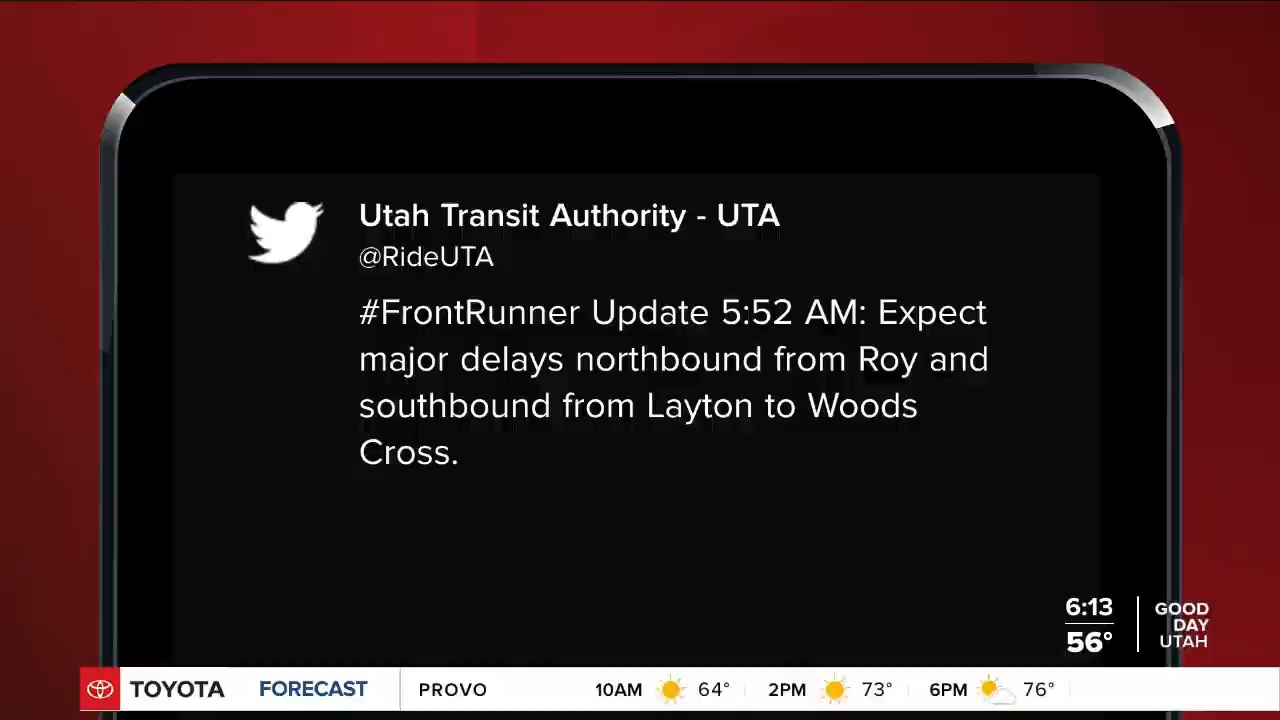 Utah Transit Authority - UTA
@RideUTA
#FrontRunner Update 5:52 AM: Expect
major delays northbound from Roy and
southbound from Layton to Woods
Cross.
6:13
56°
GOOD
DAY
UTAH
TOYOTA FORECAST PROVO 10AM 64° 2PM 73° 6PM 76°